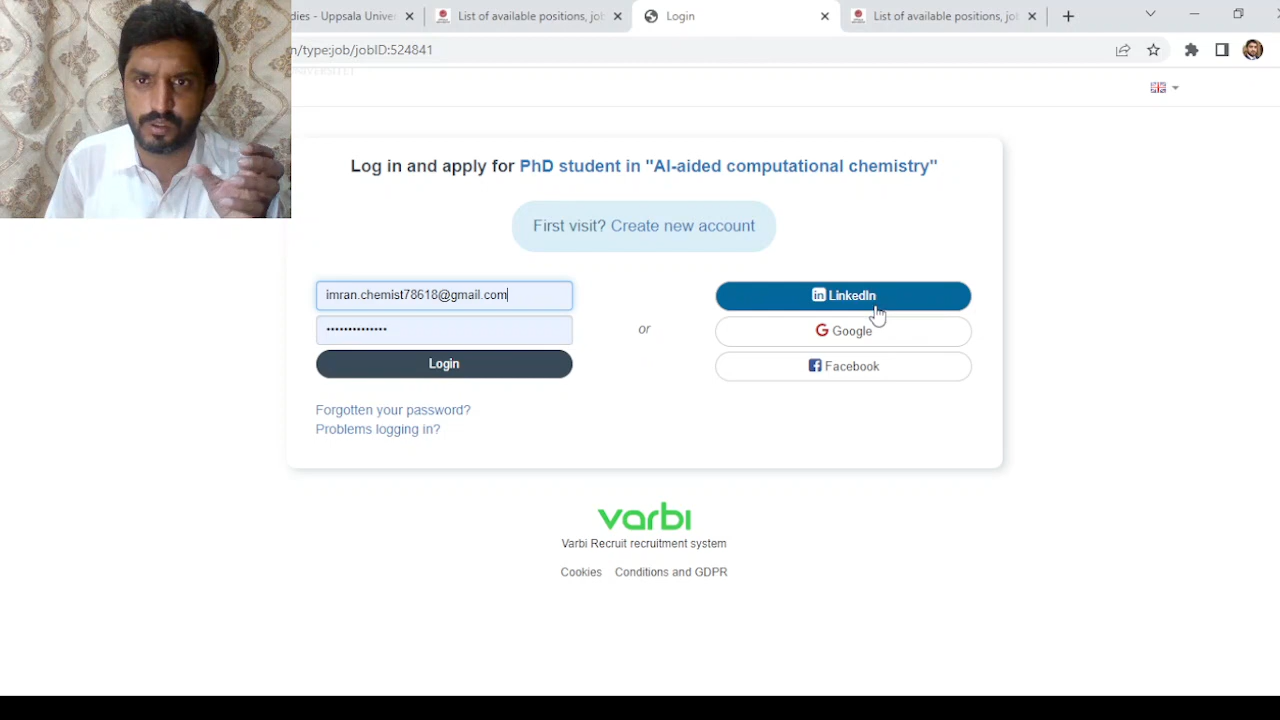 dies - Uppsala Univer
List of available positions, jo
Login
List of available positions, jo
n/type:job/jobID:524841
Log in and apply for PhD student in "AI-aided computational chemistry"
First visit? Create new account
imran.chemist78618@gmail.com
LinkedIn
or
Google
Login
Facebook
Forgotten your password?
Problems logging in?
varbi
Varbi Recruit recruitment system
Cookies Conditions and GDPR